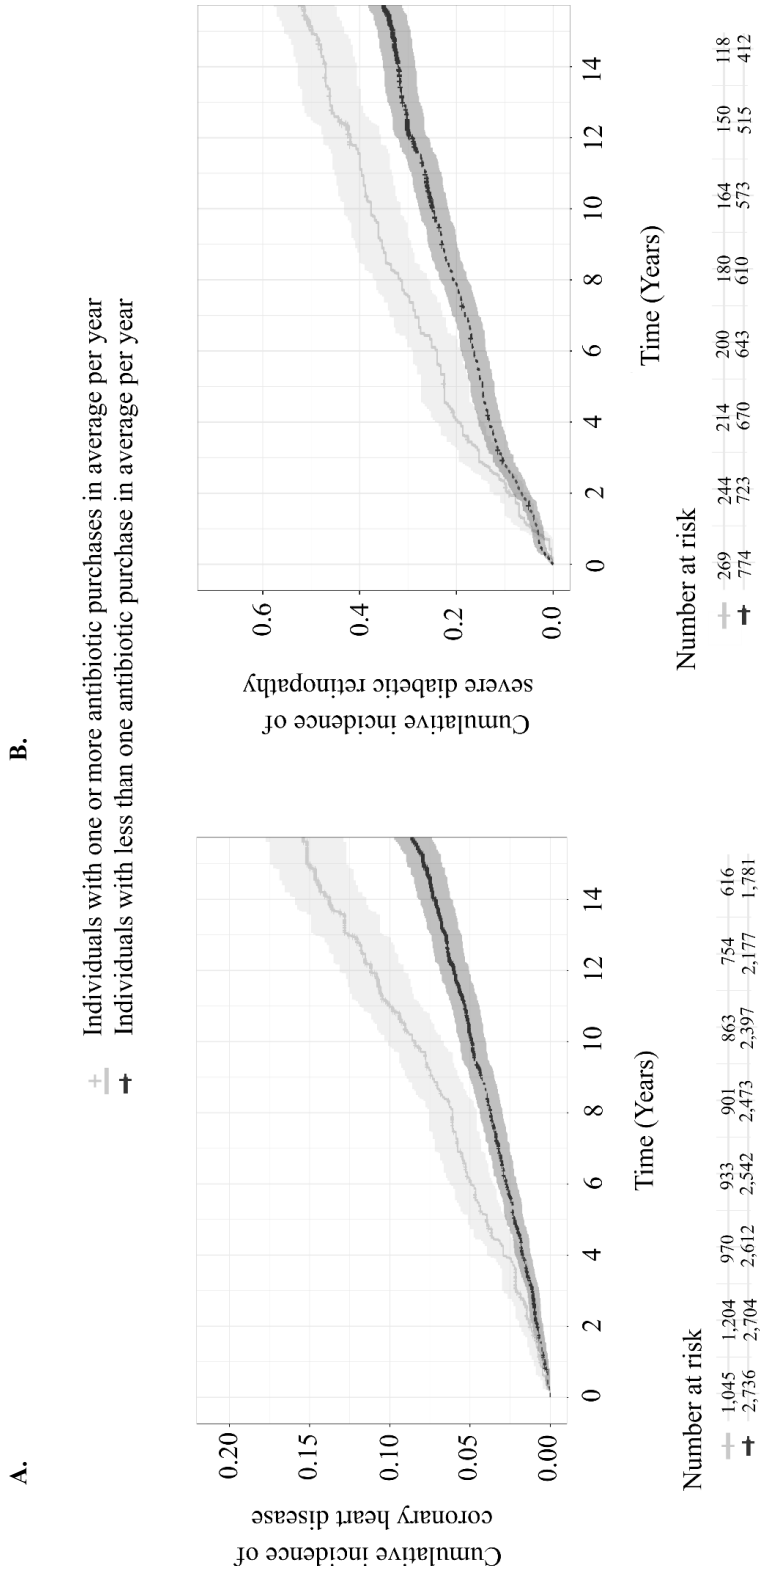 A.
B.
Individuals with one or more antibiotic purchases in average per year
Individuals with less than one antibiotic purchase in average per year
Cumulative incidence of
coronary heart disease
0.20
0.15
0.10
0.05
0.00
0 2 4 6 8 10 12 14
Time (Years)
Number at risk
1,045 1,204 970 933 901 863 754 616
2,736 2,704 2,612 2,542 2,473 2,397 2,177 1,781
Cumulative incidence of
severe diabetic retinopathy
0.6
0.4
0.2
0.0
0 2 4 6 8 10 12 14
Time (Years)
Number at risk
269 244 214 200 180 164 150 118
774 723 670 643 610 573 515 412